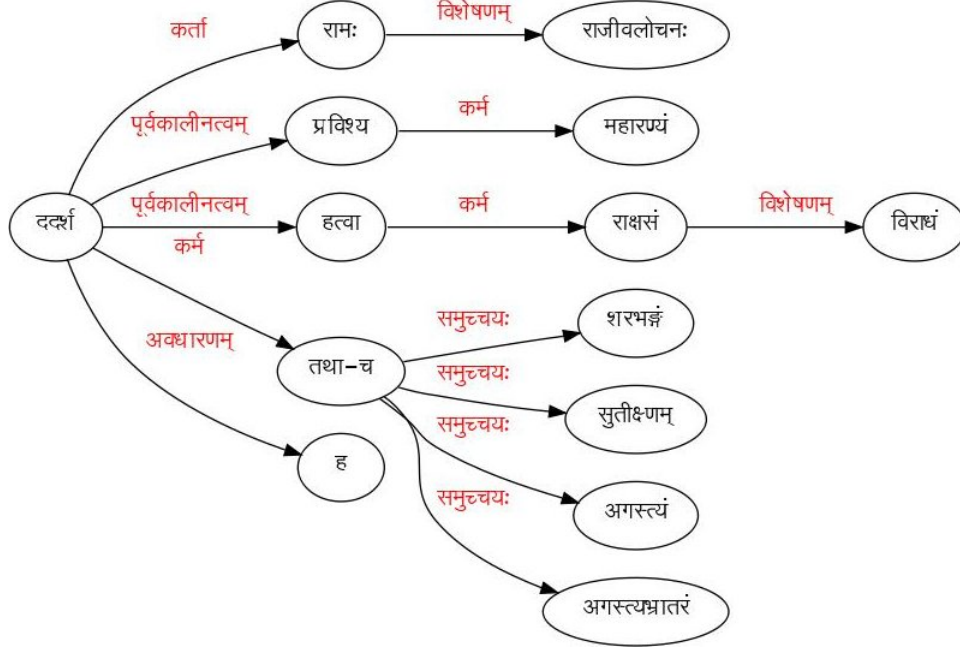 कर्ता
रामः
विशेषणम्
राजीवलोचनः
पूर्वकालीनत्वम्
प्रविश्य
कर्म
महारण्यं
ददर्श
पूर्वकालीनत्वम्
हत्वा
कर्म
राक्षसं
विशेषणम्
विराधं
कर्म
तथा-च
समुच्चयः
शरभङ्गं
समुच्चयः
सुतीक्ष्णम्
समुच्चयः
अगस्त्यं
समुच्चयः
अगस्त्यभ्रातरं
अवधारणम्
ह